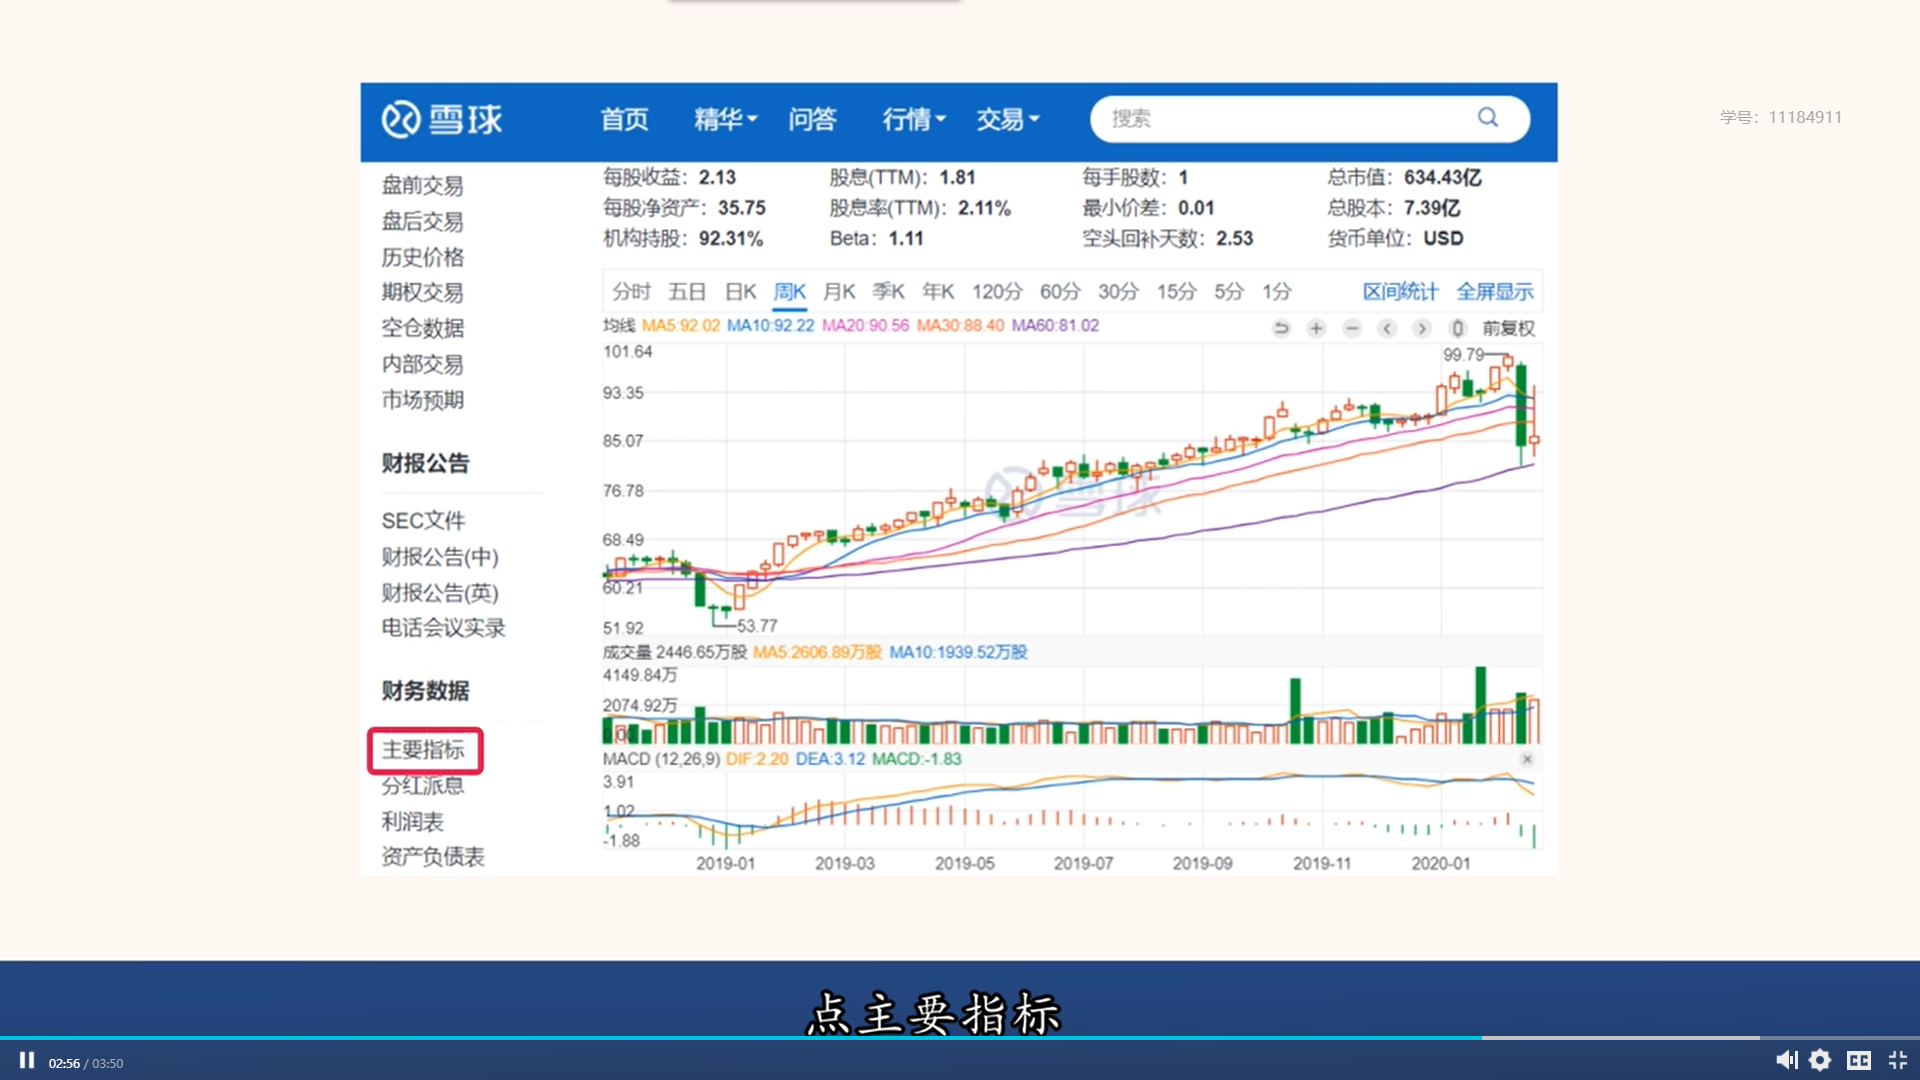 雪球
首页 精华 问答 行情 交易 搜索
学号：11184911
盘前交易
盘后交易
历史价格
期权交易
空仓数据
内部交易
市场预期
财报公告
SEC文件
财报公告(中)
财报公告(英)
电话会议实录
财务数据
主要指标
分红派息
利润表
资产负债表
每股收益：2.13 股息(TTM)：1.81 每手股数：1 总市值：634.43亿
每股净资产：35.75 股息率(TTM)：2.11% 最小价差：0.01 总股本：7.39亿
机构持股：92.31% Beta：1.11 空头回补天数：2.53 货币单位：USD
分时 五日 日K 周K 月K 季K 年K 120分 60分 30分 15分 5分 1分 区间统计 全屏显示
均线 MA5:92.02 MA10:92.22 MA20:90.56 MA30:88.40 MA60:81.02 前复权
101.64
99.79
93.35
85.07
76.78
雪球
68.49
60.21
51.92
53.77
成交量 2446.65万股 MA5:2606.89万股 MA10:1939.52万股
4149.84万
2074.92万
0.00
MACD (12,26,9) DIF:2.20 DEA:3.12 MACD:-1.83
3.91
1.02
-1.88
2019-01 2019-03 2019-05 2019-07 2019-09 2019-11 2020-01
点主要指标
02:56 / 03:50
CC